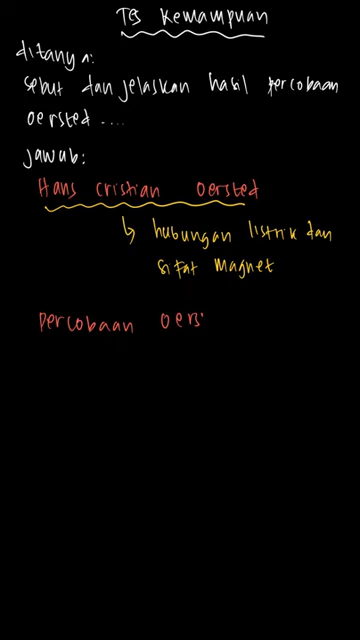 Tes Kemampuan
ditanya:
sebut dan jelaskan hasil percobaan
oersted ....
jawab:
Hans cristian oersted
↳ hubungan listrik dan
sifat magnet
percobaan oers